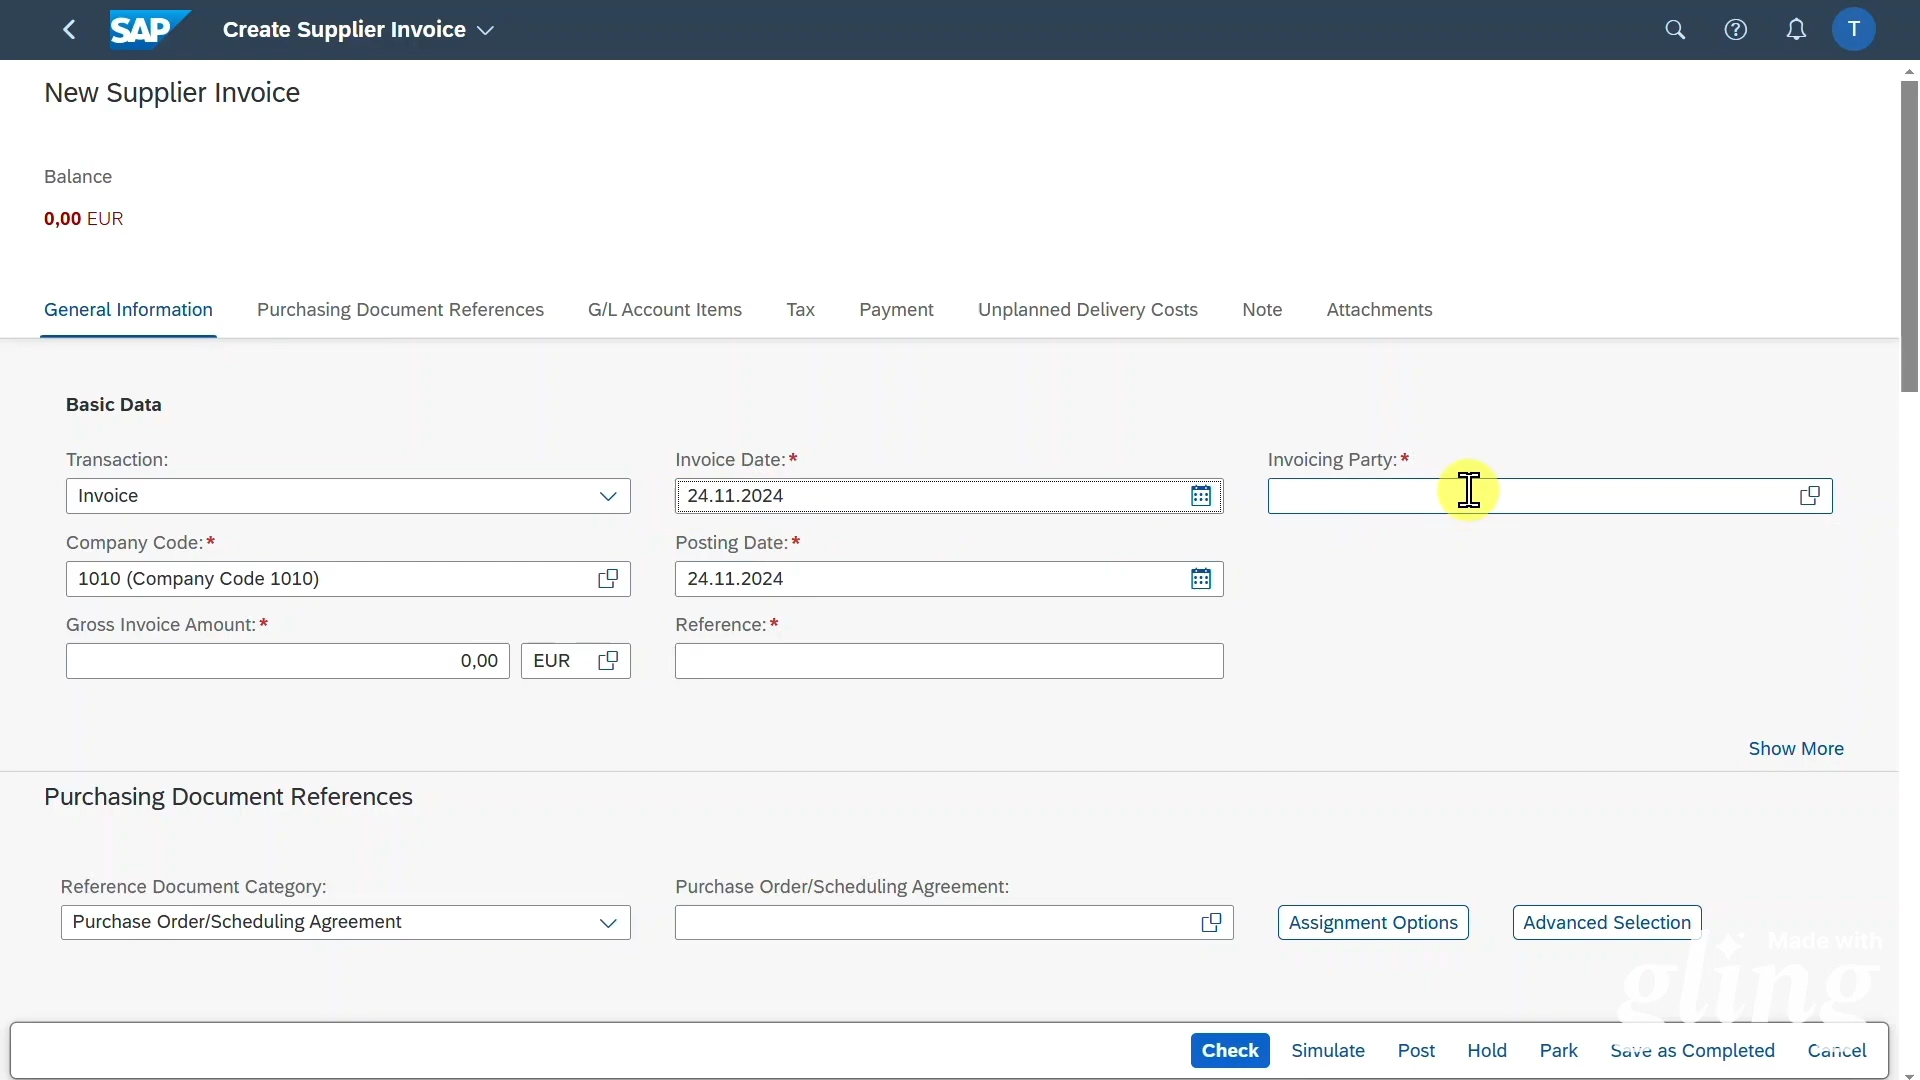 SAP Create Supplier Invoice T
New Supplier Invoice
Balance
0,00 EUR
General Information Purchasing Document References G/L Account Items Tax Payment Unplanned Delivery Costs Note Attachments
Basic Data
Transaction: Invoice Date:* Invoicing Party:*
Invoice 24.11.2024
Company Code:* Posting Date:*
1010 (Company Code 1010) 24.11.2024
Gross Invoice Amount:* Reference:*
0,00 EUR
Show More
Purchasing Document References
Reference Document Category: Purchase Order/Scheduling Agreement:
Purchase Order/Scheduling Agreement Assignment Options Advanced Selection
Made with
gling
Check Simulate Post Hold Park Save as Completed Cancel